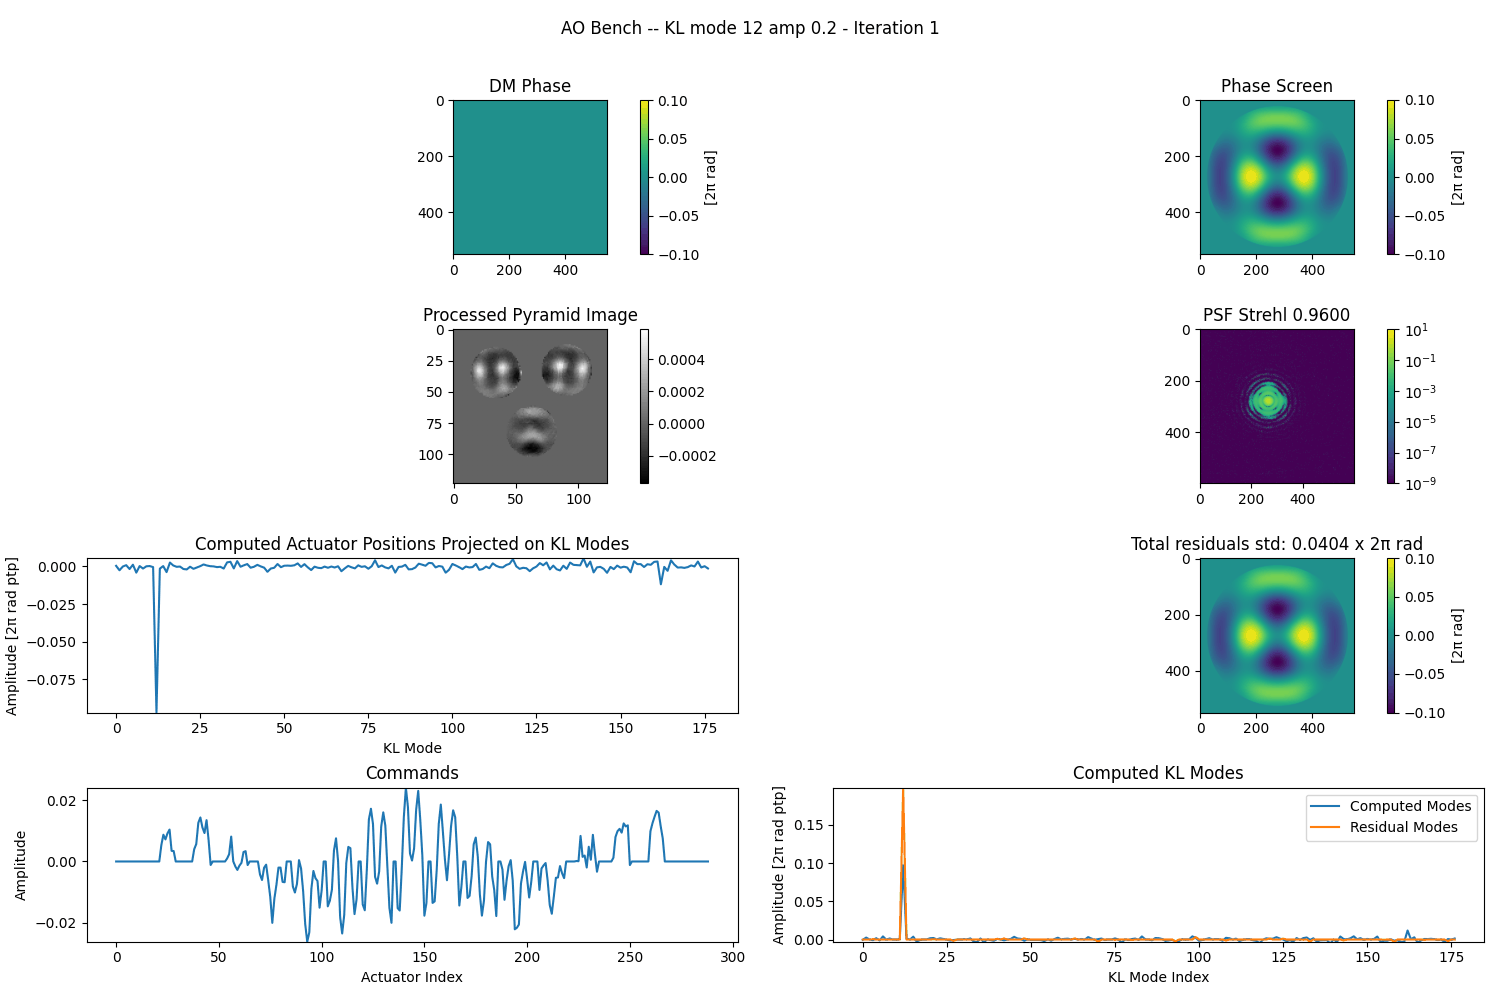 AO Bench -- KL mode 12 amp 0.2 - Iteration 1
DM Phase
0
200
400
0 200 400
0.10
0.05
0.00
−0.05
−0.10
[2π rad]
Phase Screen
0
200
400
0 200 400
0.10
0.05
0.00
−0.05
−0.10
[2π rad]
Processed Pyramid Image
0
25
50
75
100
0 50 100
0.0004
0.0002
0.0000
−0.0002
PSF Strehl 0.9600
0
200
400
0 200 400
10¹
10⁻¹
10⁻³
10⁻⁵
10⁻⁷
10⁻⁹
Computed Actuator Positions Projected on KL Modes
Amplitude [2π rad ptp]
0.000
−0.025
−0.050
−0.075
0 25 50 75 100 125 150 175
KL Mode
Total residuals std: 0.0404 x 2π rad
0
200
400
0 200 400
0.10
0.05
0.00
−0.05
−0.10
[2π rad]
Commands
Amplitude
0.02
0.00
−0.02
0 50 100 150 200 250 300
Actuator Index
Computed KL Modes
Amplitude [2π rad ptp]
0.15
0.10
0.05
0.00
0 25 50 75 100 125 150 175
KL Mode Index
Computed Modes
Residual Modes